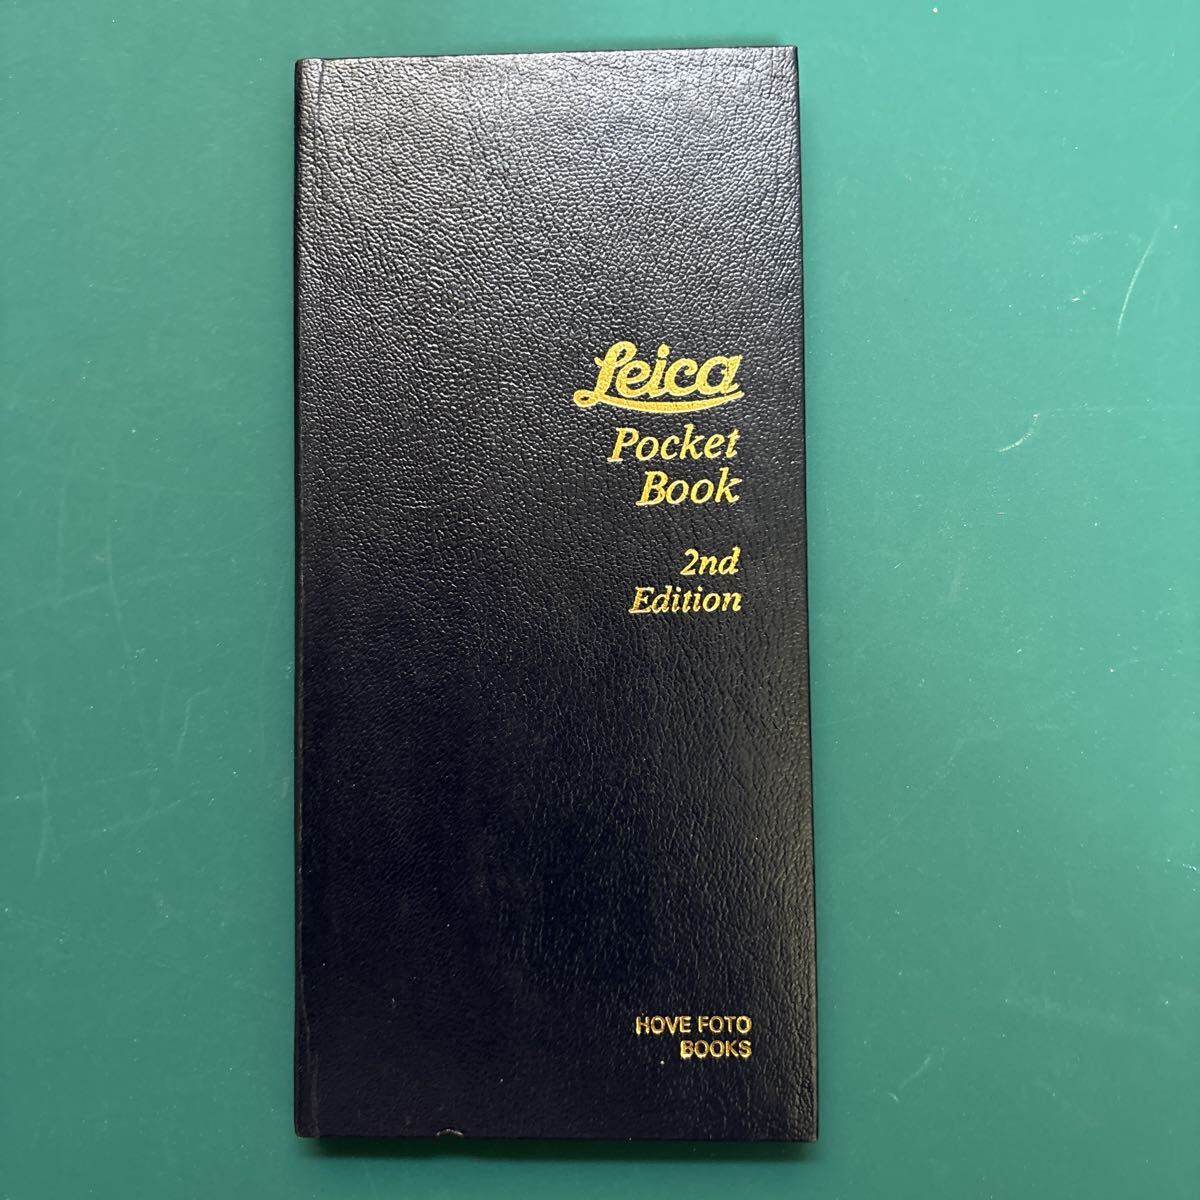 Leica
Pocket
Book
2nd
Edition
HOVE FOTO
BOOKS